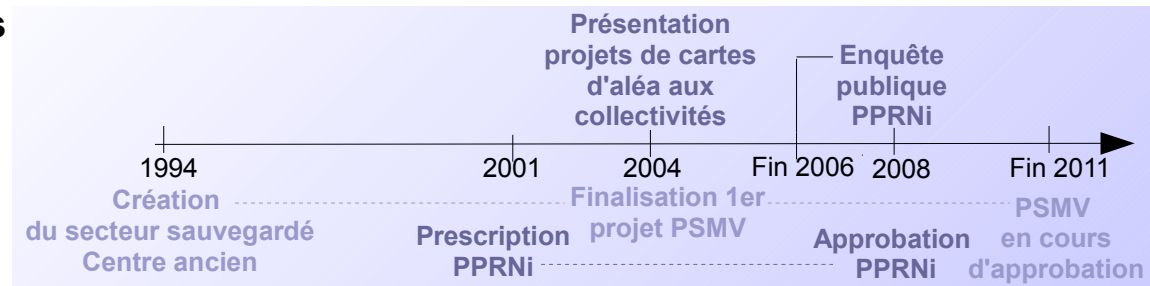 s
Présentation
projets de cartes
d'aléa aux
collectivités
Enquête
publique
PPRNi
1994
2001
2004
Fin 2006
2008
Fin 2011
Création
du secteur sauvegardé
Centre ancien
Prescription
PPRNi
Finalisation 1er
projet PSMV
Approbation
PPRNi
PSMV
en cours
d'approbation